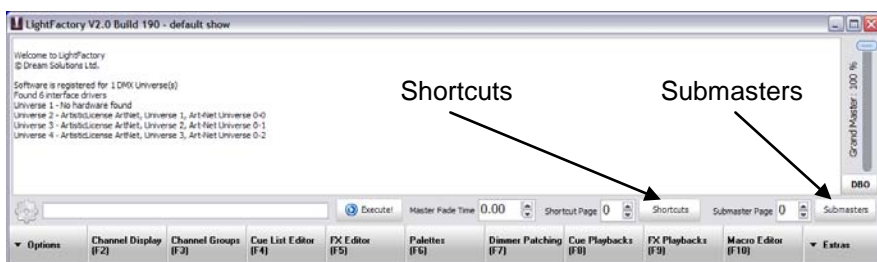 LightFactory V2.0 Build 190 - default show
Welcome to LightFactory
© Dream Solutions Ltd.
Software is registered for 1 DMX Universe(s)
Found 6 interface drivers
Universe 1 - No hardware found
Universe 2 - ArtisticLicense ArtNet, Universe 1, Art-Net Universe 0-0
Universe 3 - ArtisticLicense ArtNet, Universe 2, Art-Net Universe 0-1
Universe 4 - ArtisticLicense ArtNet, Universe 3, Art-Net Universe 0-2
Shortcuts
Submasters
Grand Master: 100 %
DBO
Execute!
Master Fade Time 0.00
Shortcut Page 0
Shortcuts
Submaster Page 0
Submasters
Options
Channel Display
(F2)
Channel Groups
(F3)
Cue List Editor
(F4)
FX Editor
(F5)
Palettes
(F6)
Dimmer Patching
(F7)
Cue Playbacks
(F8)
FX Playbacks
(F9)
Macro Editor
(F10)
Extras